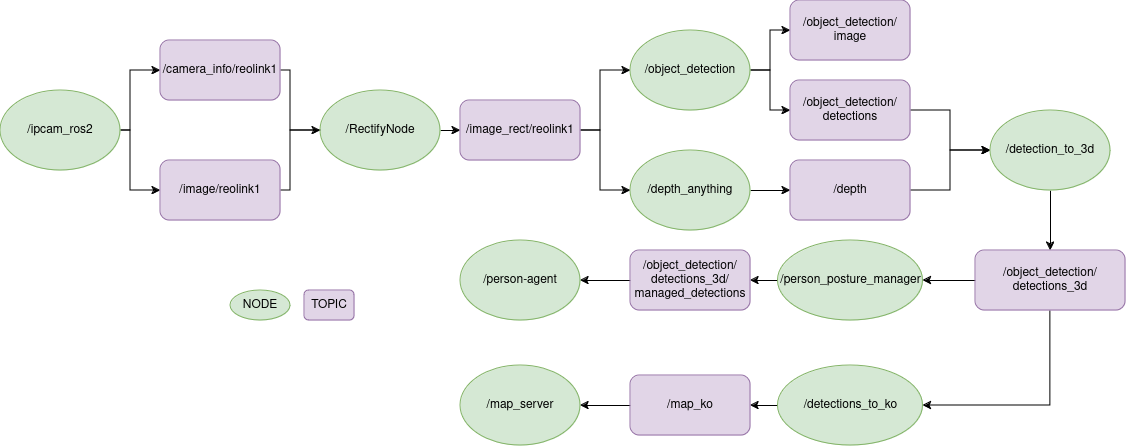 /ipcam_ros2
/camera_info/reolink1
/image/reolink1
/RectifyNode
/image_rect/reolink1
/object_detection
/depth_anything
/object_detection/
image
/object_detection/
detections
/depth
/detection_to_3d
/object_detection/
detections_3d
/person_posture_manager
/object_detection/
detections_3d/
managed_detections
/person-agent
/detections_to_ko
/map_ko
/map_server
NODE
TOPIC